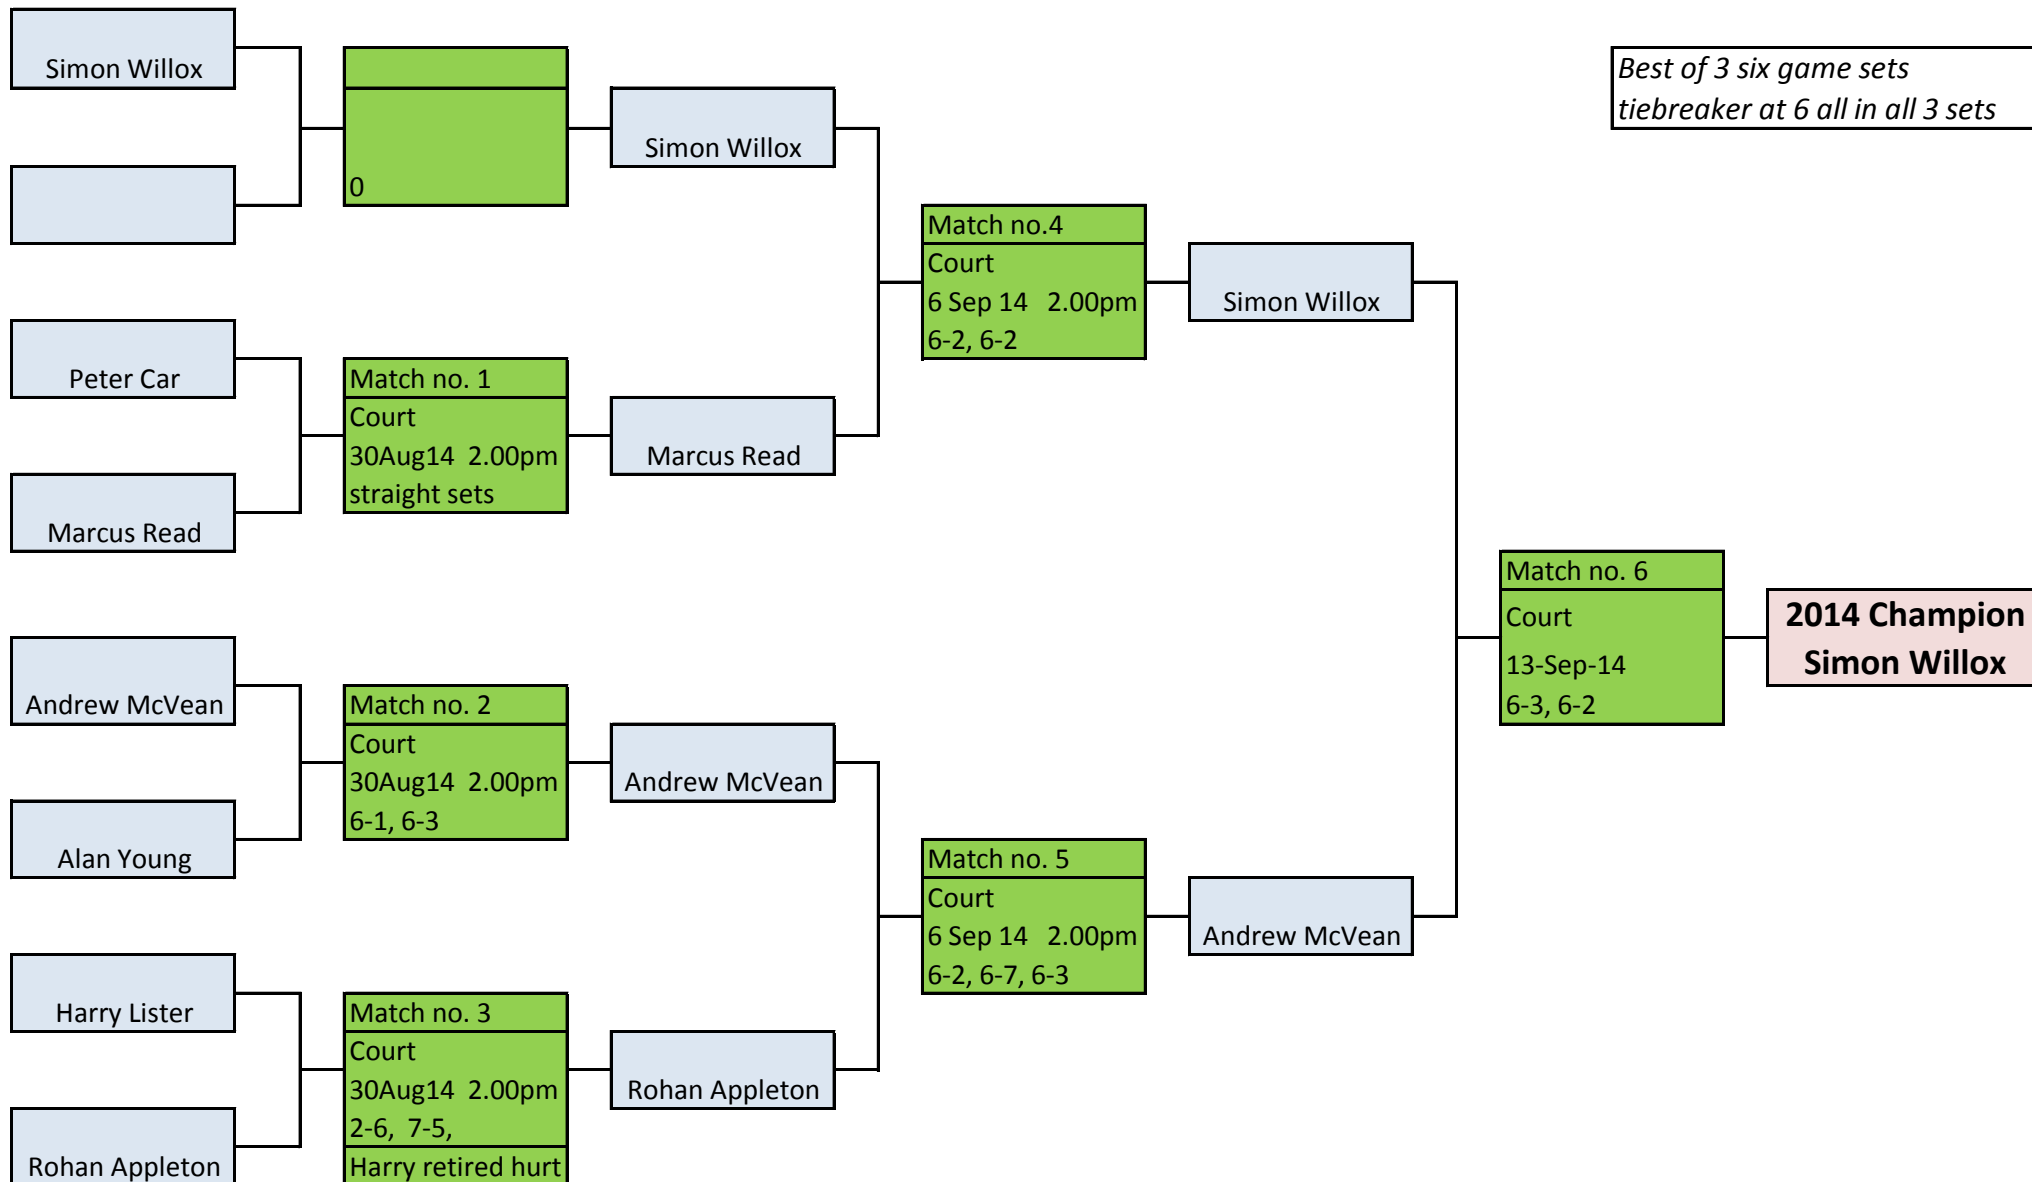 Simon Willox
0
Simon Willox
Best of 3 six game sets
tiebreaker at 6 all in all 3 sets
Peter Car
Marcus Read
Match no. 1
Court
30Aug14  2.00pm
straight sets
Marcus Read
Match no.4
Court
6 Sep 14   2.00pm
6-2, 6-2
Simon Willox
Andrew McVean
Alan Young
Match no. 2
Court
30Aug14  2.00pm
6-1, 6-3
Andrew McVean
Harry Lister
Rohan Appleton
Match no. 3
Court
30Aug14  2.00pm
2-6,  7-5,
Harry retired hurt
Rohan Appleton
Match no. 5
Court
6 Sep 14   2.00pm
6-2, 6-7, 6-3
Andrew McVean
Match no. 6
Court
13-Sep-14
6-3, 6-2
2014 Champion
Simon Willox